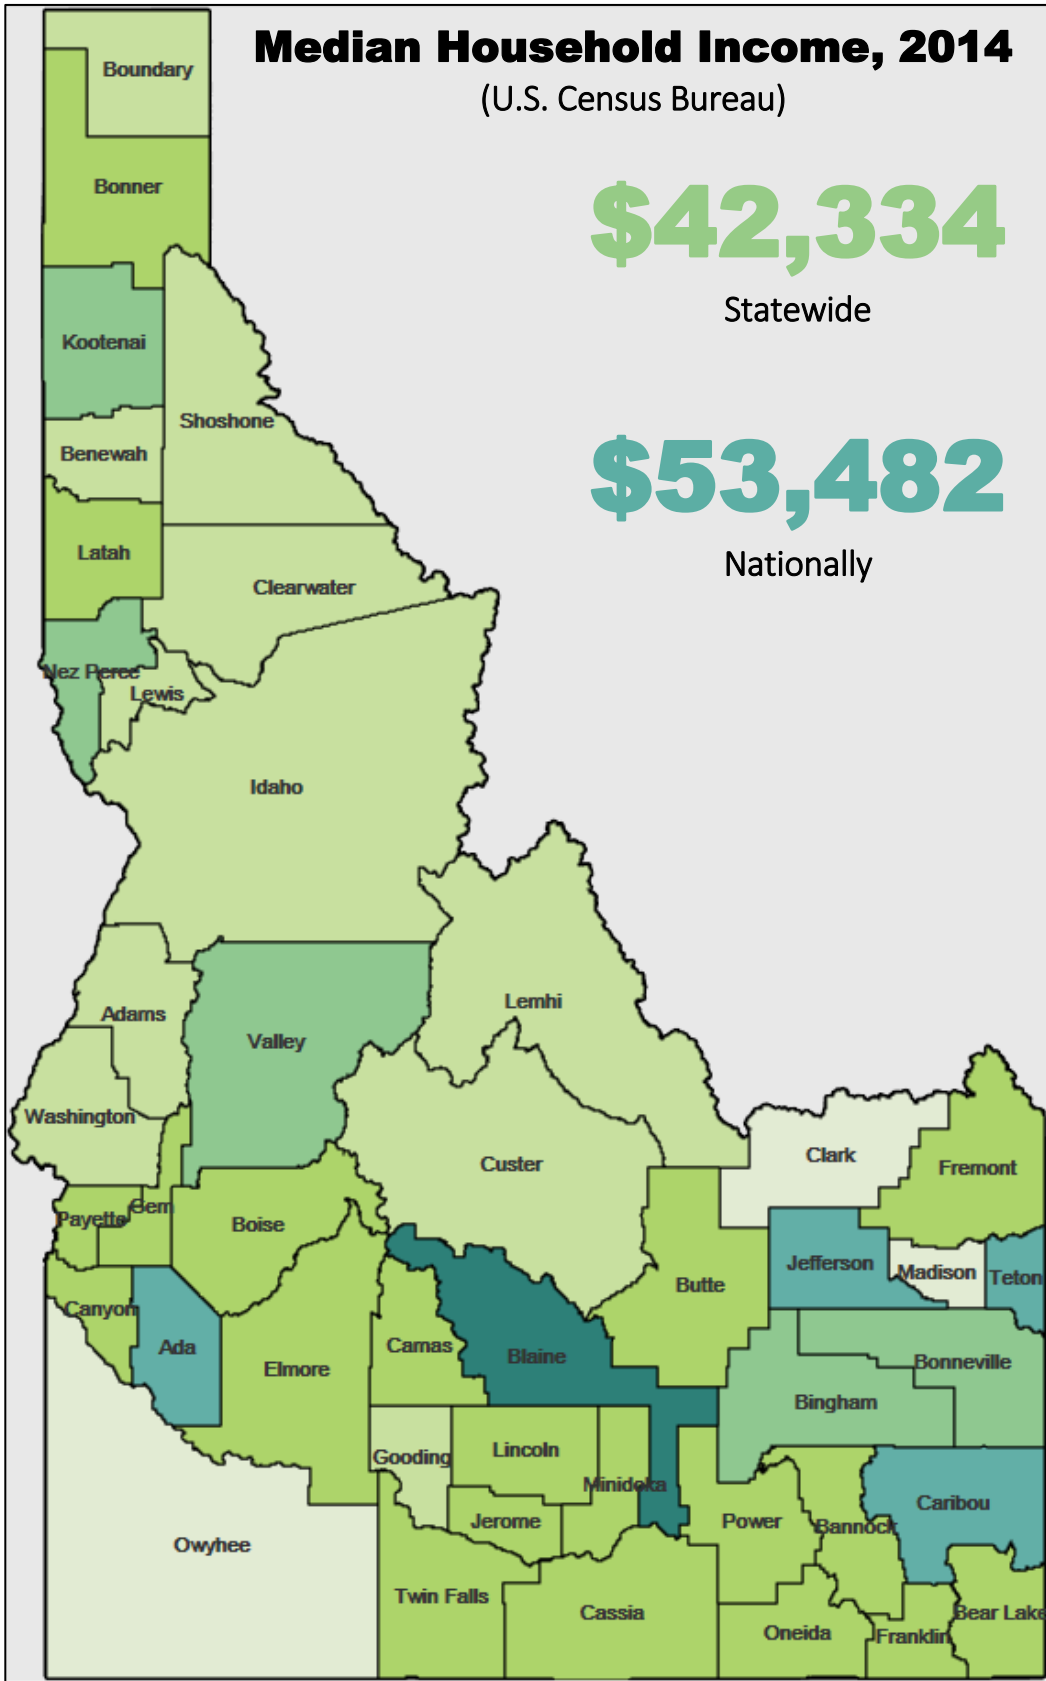 Median Household Income, 2014
(U.S. Census Bureau)
$42,334
Statewide
$53,482
Nationally
Boundary
Bonner
Kootenai
Shoshone
Benewah
Latah
Clearwater
Nez Perce
Lewis
Idaho
Lemhi
Adams
Valley
Washington
Custer
Clark
Fremont
Payette
Gem
Boise
Jefferson
Madison
Teton
Butte
Canyon
Ada
Camas
Blaine
Elmore
Bonneville
Bingham
Gooding
Lincoln
Minidoka
Caribou
Jerome
Power
Bannock
Owyhee
Twin Falls
Cassia
Oneida
Franklin
Bear Lake